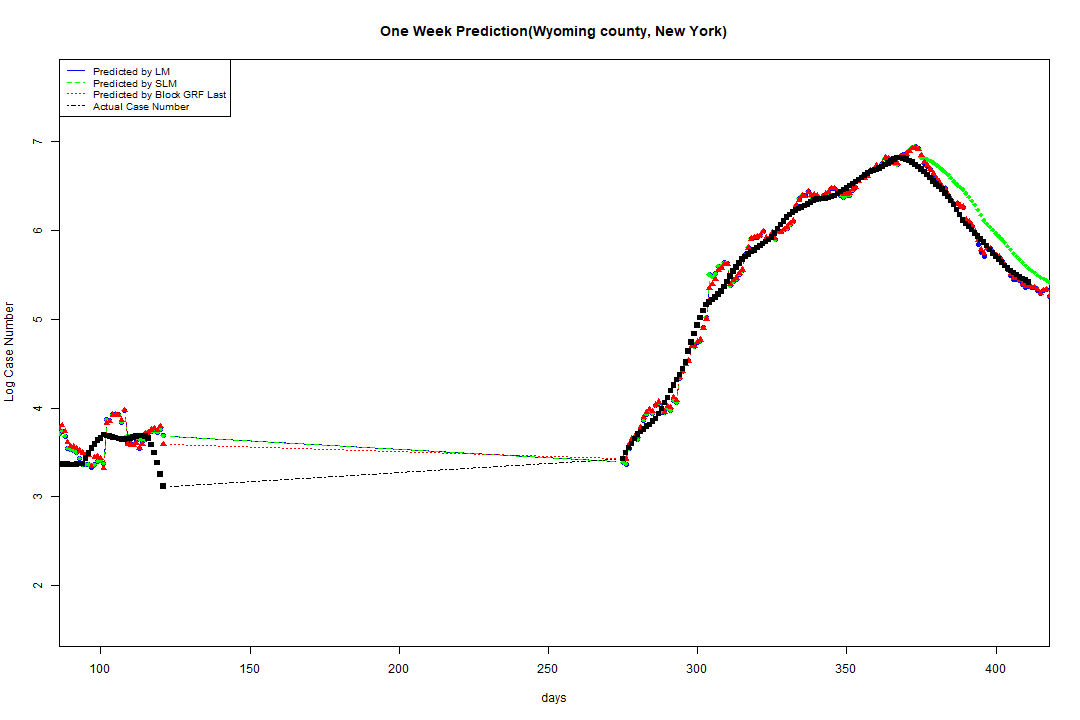 One Week Prediction(Wyoming county, New York)
Predicted by LM
Predicted by SLM
Predicted by Block GRF Last
Actual Case Number
Log Case Number
7
6
5
4
3
2
100 150 200 250 300 350 400
days